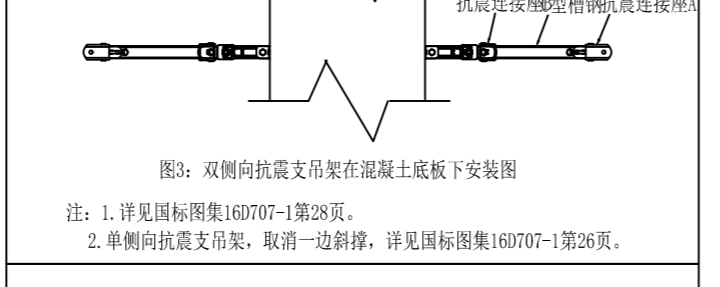 抗震连接座B C型槽钢 抗震连接座A
图3：双侧向抗震支吊架在混凝土底板下安装图
注：1.详见国标图集16D707-1第28页。
2.单侧向抗震支吊架，取消一边斜撑，详见国标图集16D707-1第26页。